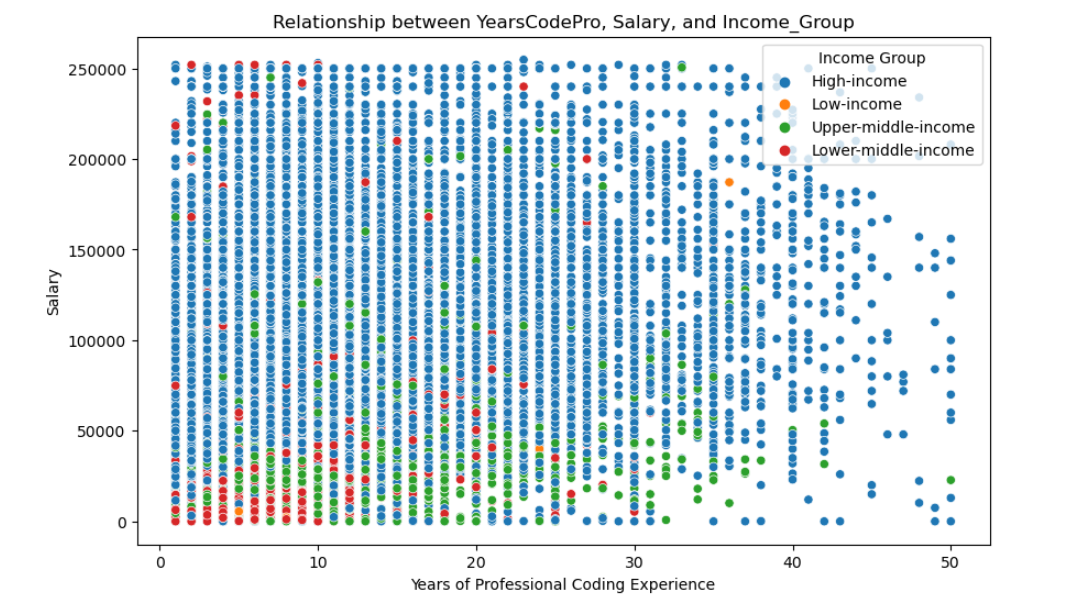 Relationship between YearsCodePro, Salary, and Income_Group
Income Group
High-income
Low-income
Upper-middle-income
Lower-middle-income
Salary
250000
200000
150000
100000
50000
0
0 10 20 30 40 50
Years of Professional Coding Experience